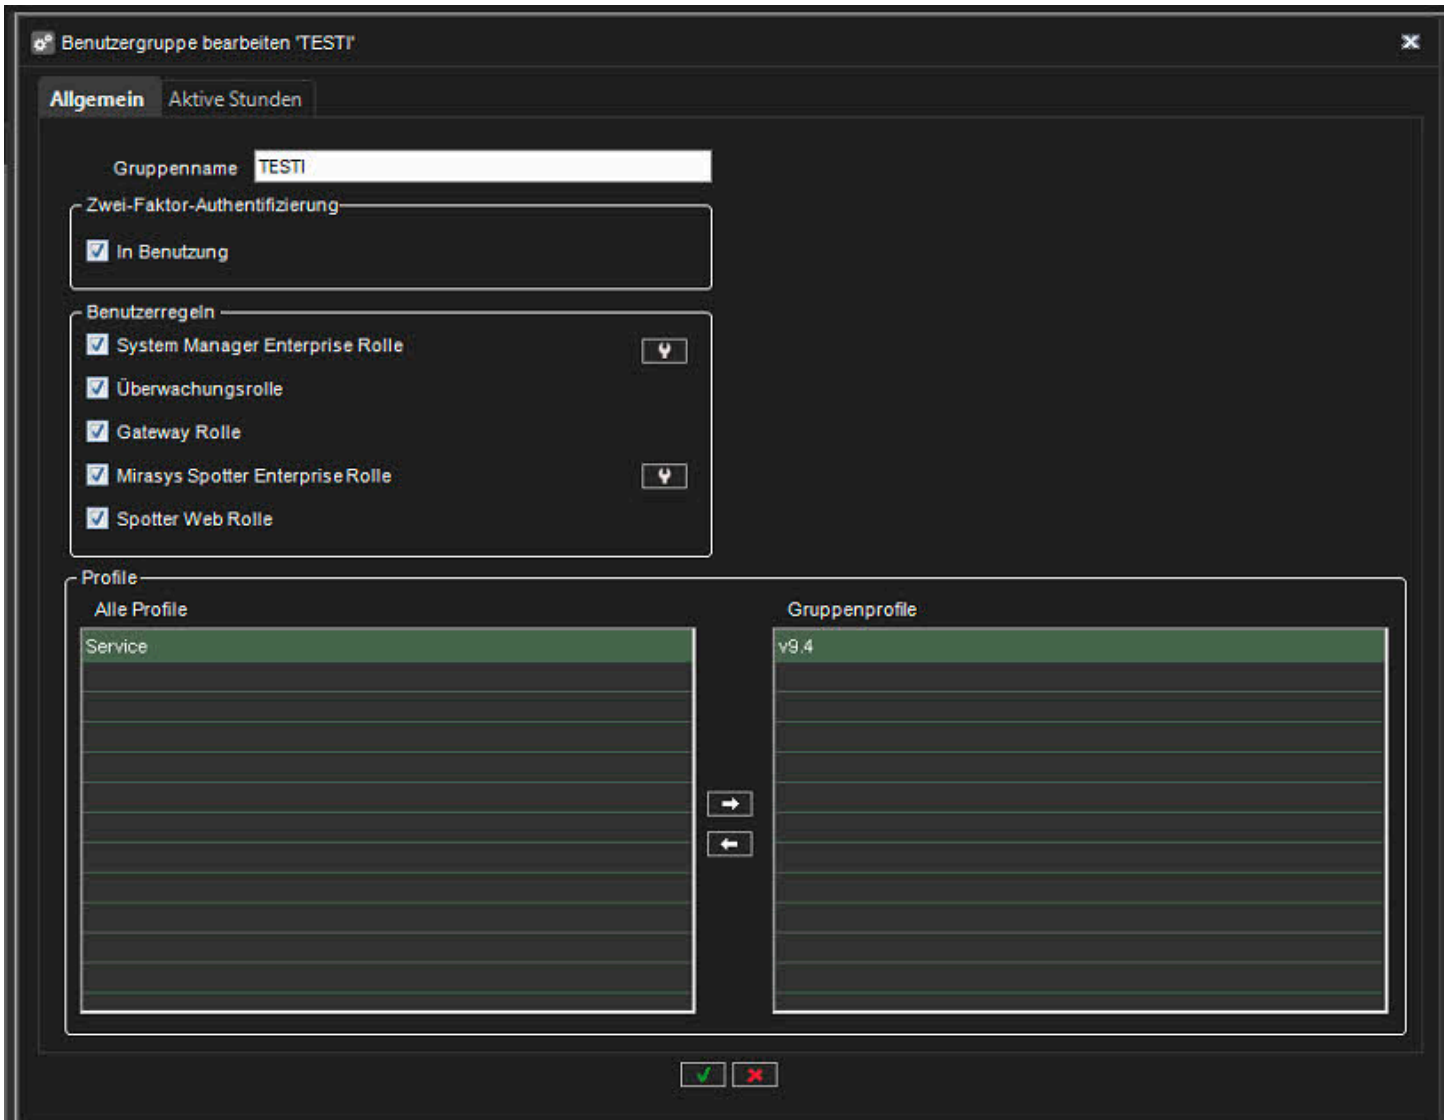 Benutzergruppe bearbeiten 'TESTI'
Allgemein Aktive Stunden
Gruppenname TESTI
Zwei-Faktor-Authentifizierung
In Benutzung
Benutzerregeln
System Manager Enterprise Rolle
Überwachungsrolle
Gateway Rolle
Mirasys Spotter Enterprise Rolle
Spotter Web Rolle
Profile
Alle Profile Gruppenprofile
Service v9.4